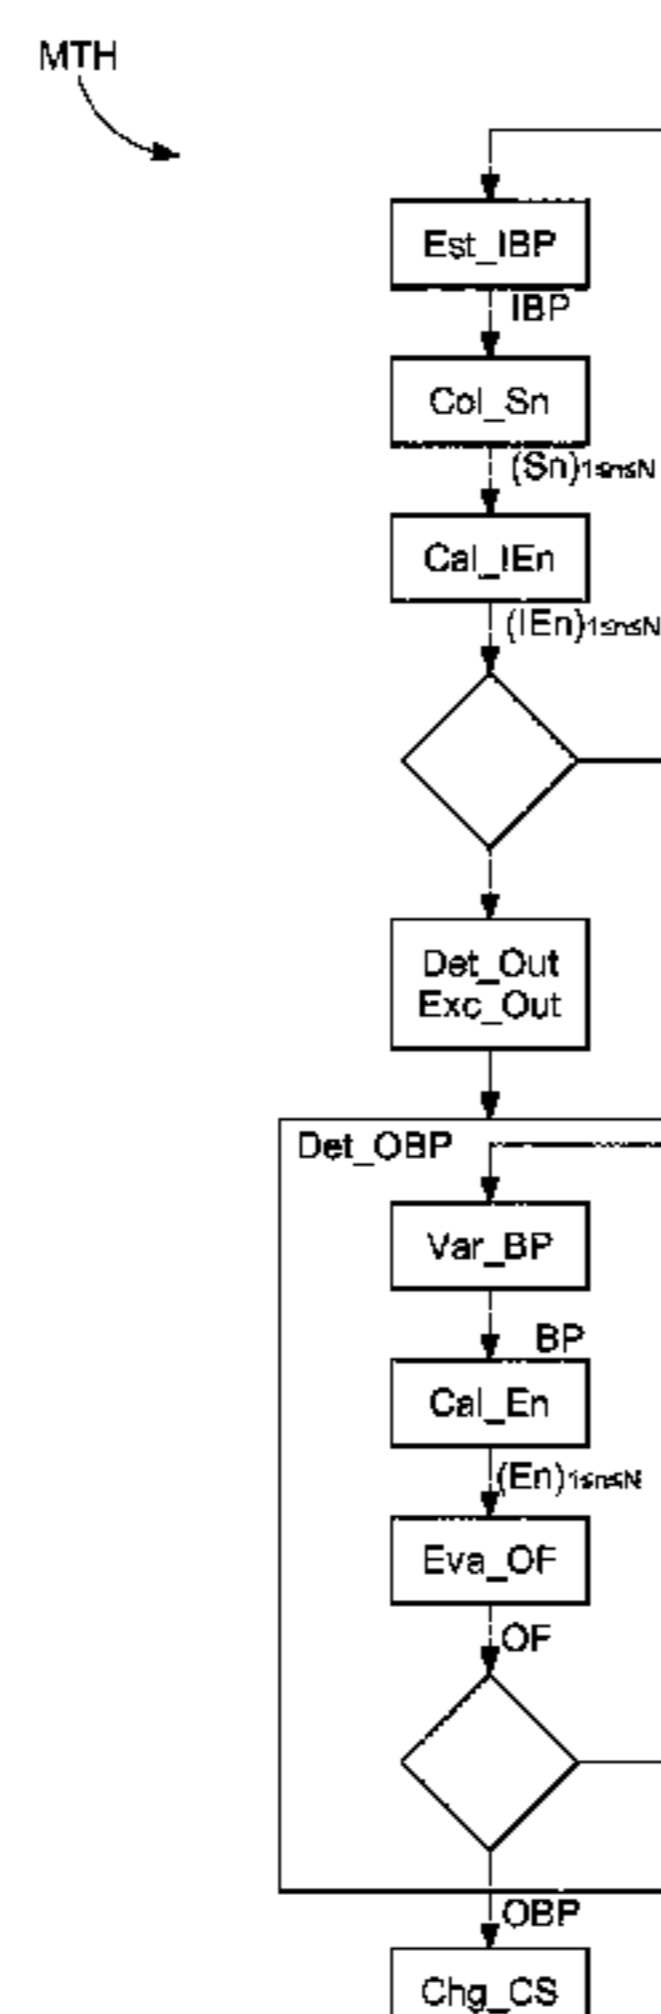 MTH
Est_IBP
IBP
Col_Sn
(Sn)1≤n≤N
Cal_IEn
(IEn)1≤n≤N
Det_Out
Exc_Out
Det_OBP
Var_BP
BP
Cal_En
(En)1≤n≤N
Eva_OF
OF
OBP
Chg_CS